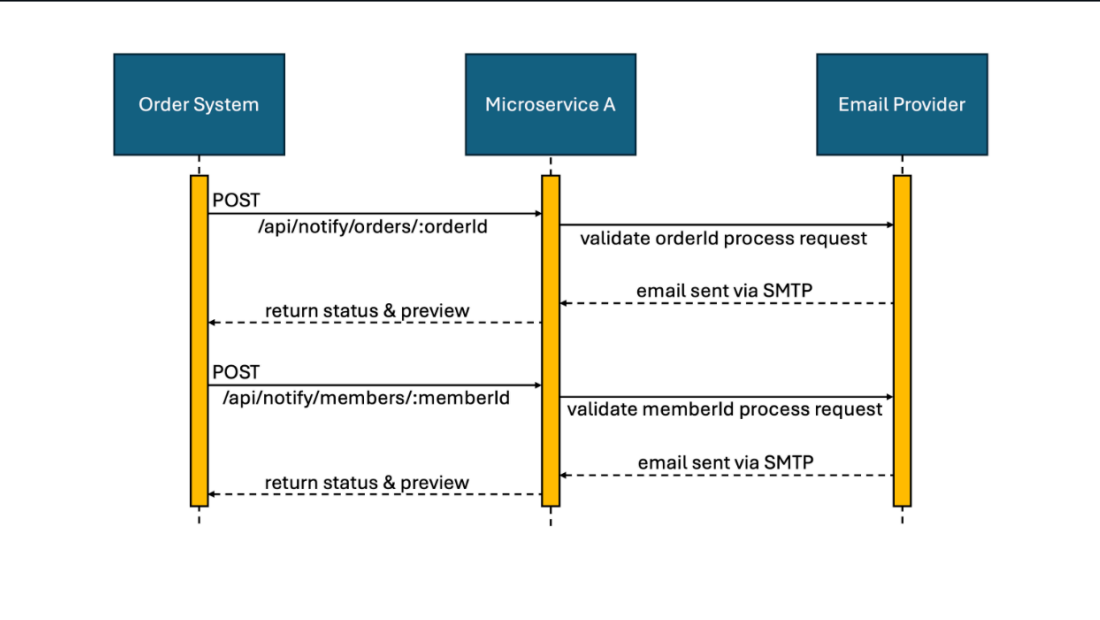 Order System
Microservice A
Email Provider
POST
/api/notify/orders/:orderId
validate orderId process request
email sent via SMTP
return status & preview
POST
/api/notify/members/:memberId
validate memberId process request
email sent via SMTP
return status & preview